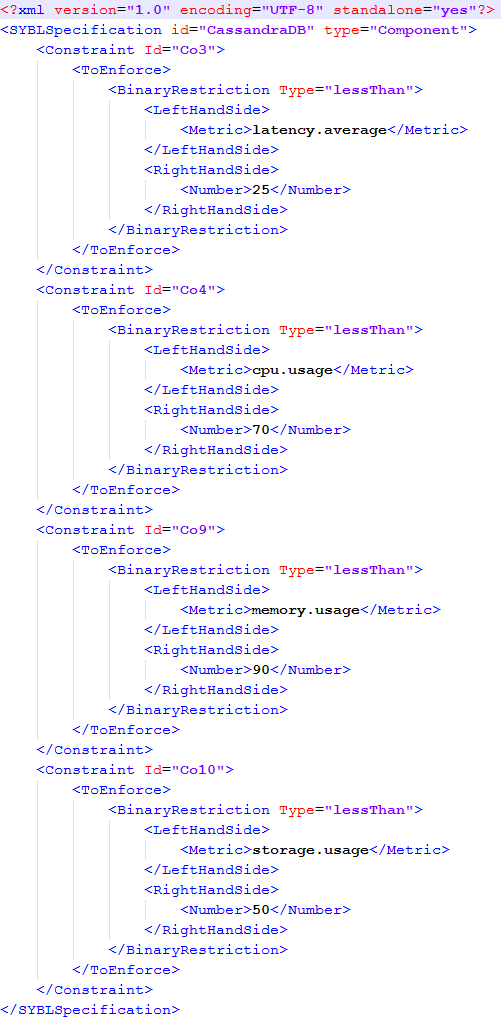 <?xml version="1.0" encoding="UTF-8" standalone="yes"?>
<SYBLSpecification id="CassandraDB" type="Component">
<Constraint Id="Co3">
<ToEnforce>
<BinaryRestriction Type="lessThan">
<LeftHandSide>
<Metric>latency.average</Metric>
</LeftHandSide>
<RightHandSide>
<Number>25</Number>
</RightHandSide>
</BinaryRestriction>
</ToEnforce>
</Constraint>
<Constraint Id="Co4">
<ToEnforce>
<BinaryRestriction Type="lessThan">
<LeftHandSide>
<Metric>cpu.usage</Metric>
</LeftHandSide>
<RightHandSide>
<Number>70</Number>
</RightHandSide>
</BinaryRestriction>
</ToEnforce>
</Constraint>
<Constraint Id="Co9">
<ToEnforce>
<BinaryRestriction Type="lessThan">
<LeftHandSide>
<Metric>memory.usage</Metric>
</LeftHandSide>
<RightHandSide>
<Number>90</Number>
</RightHandSide>
</BinaryRestriction>
</ToEnforce>
</Constraint>
<Constraint Id="Co10">
<ToEnforce>
<BinaryRestriction Type="lessThan">
<LeftHandSide>
<Metric>storage.usage</Metric>
</LeftHandSide>
<RightHandSide>
<Number>50</Number>
</RightHandSide>
</BinaryRestriction>
</ToEnforce>
</Constraint>
</SYBLSpecification>